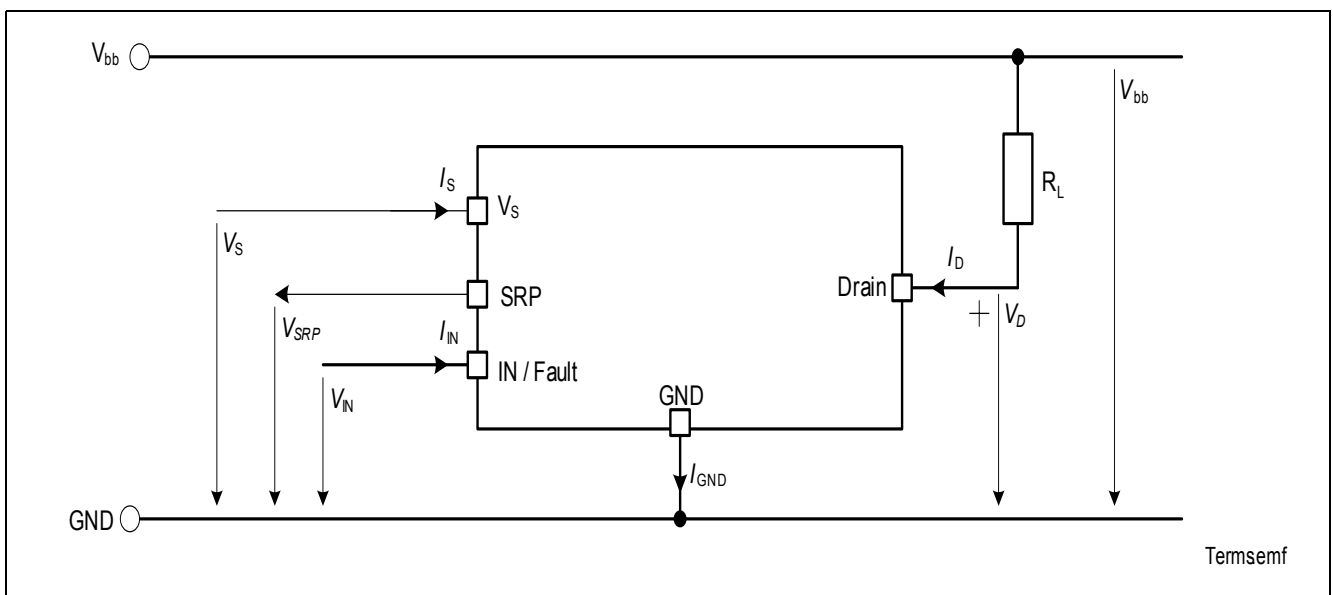 Vbb
Vbb
IS
VS
VS
RL
ID
Drain
SRP
VSRP
+ VD
IIN
IN / Fault
VIN
GND
IGND
GND
Termsemf